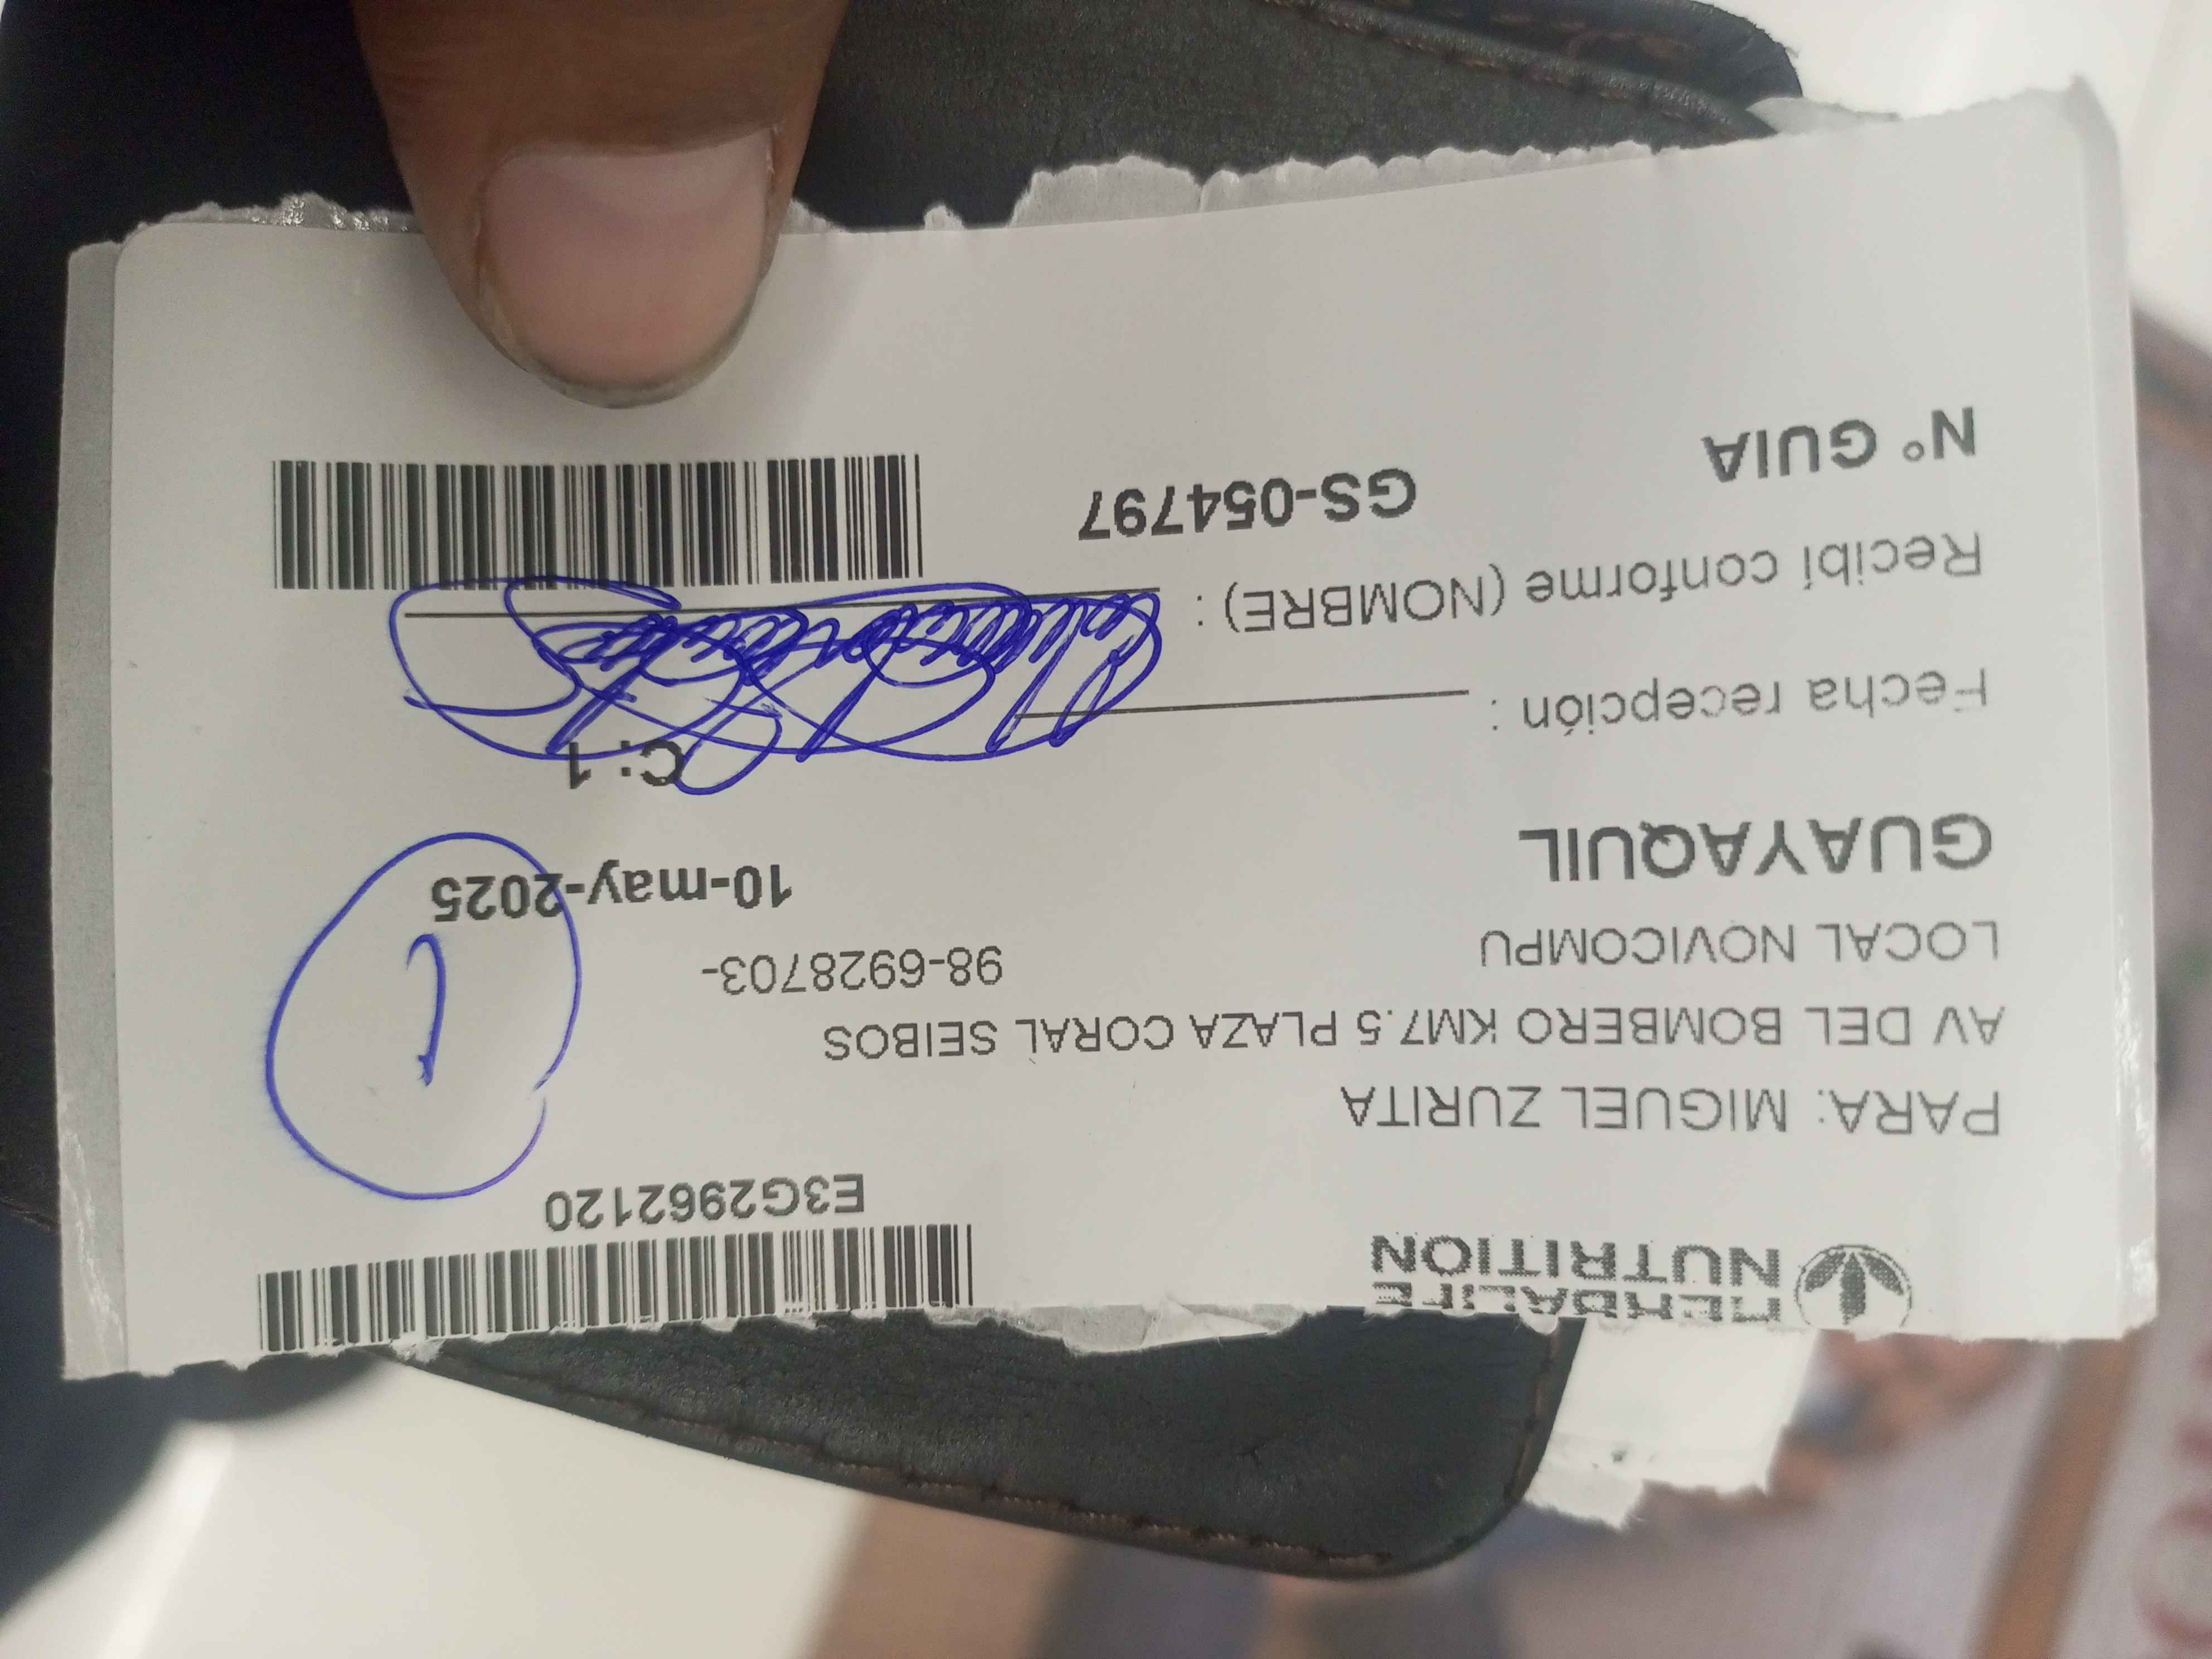 HERBALIFE
NUTRITION
E3G2962120
PARA: MIGUEL ZURITA
AV DEL BOMBERO KM7.5 PLAZA CORAL SEIBOS
LOCAL NOVICOMPU 98-6928703-
GUAYAQUIL 10-may-2025
1
C: 1
Fecha recepción :
Recibí conforme (NOMBRE) :
N° GUIA GS-054797